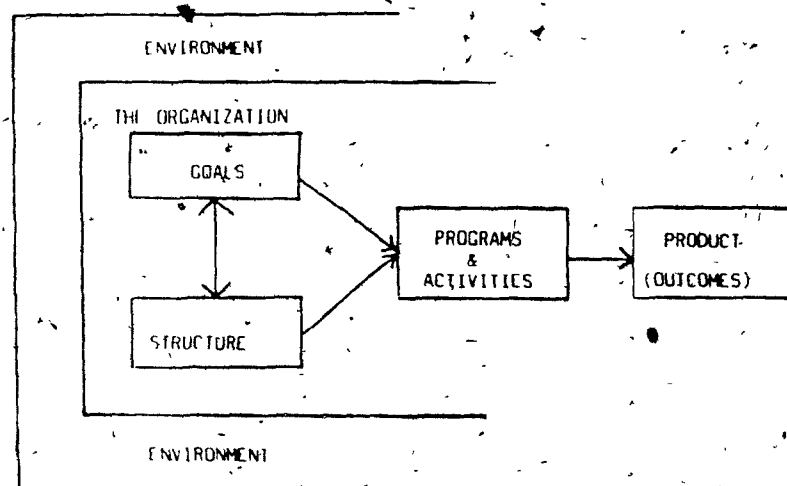 ENVIRONMENT
THE ORGANIZATION
GOALS
PROGRAMS
&
ACTIVITIES
PRODUCT
(OUTCOMES)
STRUCTURE
ENVIRONMENT